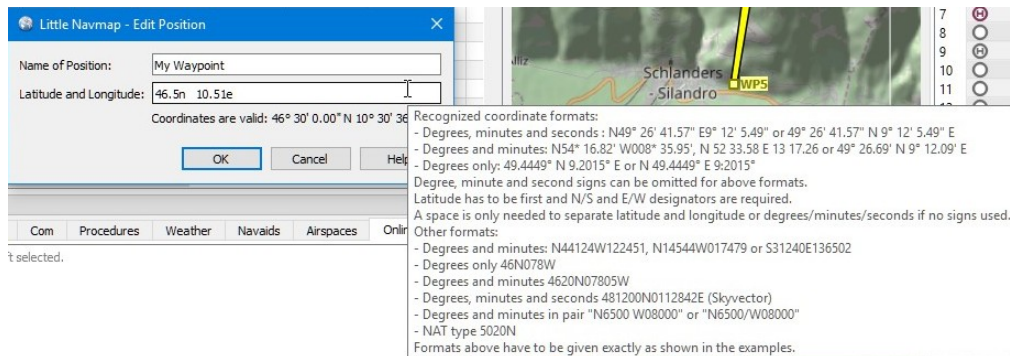 Little Navmap - Edit Position
Name of Position: My Waypoint
Latitude and Longitude: 46.5n 10.51e
Coordinates are valid: 46° 30' 0.00" N 10° 30' 36
OK Cancel Help
Schlanders
- Silandro
WP5
7
8
9
10
11
Recognized coordinate formats:
- Degrees, minutes and seconds : N49° 26' 41.57" E9° 12' 5.49" or 49° 26' 41.57" N 9° 12' 5.49" E
- Degrees and minutes: N54* 16.82' W008* 35.95', N 52 33.58 E 13 17.26 or 49° 26.69' N 9° 12.09' E
- Degrees only: 49.4449° N 9.2015° E or N 49.4449° E 9:2015°
Degree, minute and second signs can be omitted for above formats.
Latitude has to be first and N/S and E/W designators are required.
A space is only needed to separate latitude and longitude or degrees/minutes/seconds if no signs used.
Other formats:
- Degrees and minutes: N44124W122451, N14544W017479 or S31240E136502
- Degrees only 46N078W
- Degrees and minutes 4620N07805W
- Degrees, minutes and seconds 481200N0112842E (Skyvector)
- Degrees and minutes in pair "N6500 W08000" or "N6500/W08000"
- NAT type 5020N
Formats above have to be given exactly as shown in the examples.
Com Procedures Weather Navaids Airspaces
selected.